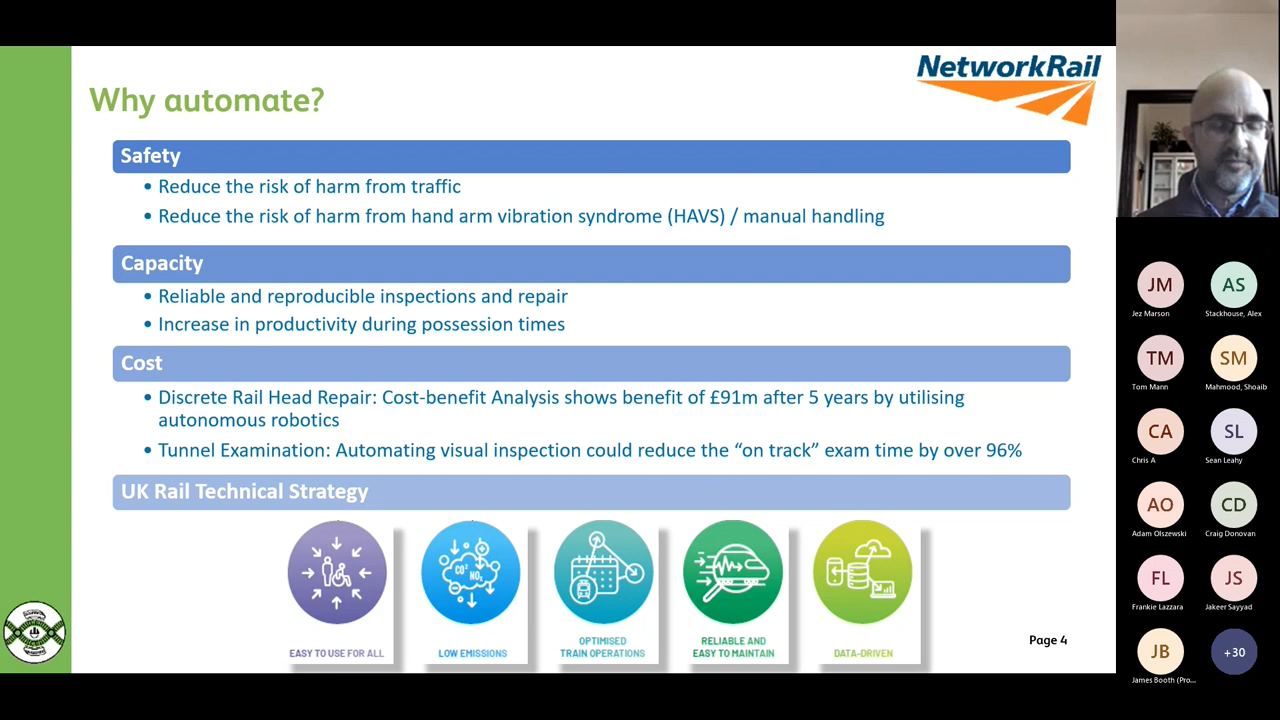 NetworkRail
Why automate?
Safety
• Reduce the risk of harm from traffic
• Reduce the risk of harm from hand arm vibration syndrome (HAVS) / manual handling
Capacity
• Reliable and reproducible inspections and repair
• Increase in productivity during possession times
Cost
• Discrete Rail Head Repair: Cost-benefit Analysis shows benefit of £91m after 5 years by utilising
autonomous robotics
• Tunnel Examination: Automating visual inspection could reduce the “on track” exam time by over 96%
UK Rail Technical Strategy
CO² NOₓ
EASY TO USE FOR ALL
LOW EMISSIONS
OPTIMISED
TRAIN OPERATIONS
RELIABLE AND
EASY TO MAINTAIN
DATA-DRIVEN
Page 4
JM
Jez Marson
AS
Stackhouse, Alex
TM
Tom Mann
SM
Mahmood, Shoaib
CA
Chris A
SL
Sean Leahy
AO
Adam Olszewski
CD
Craig Donovan
FL
Frankie Lazzara
JS
Jakeer Sayyad
JB
James Booth (Pro...
+30